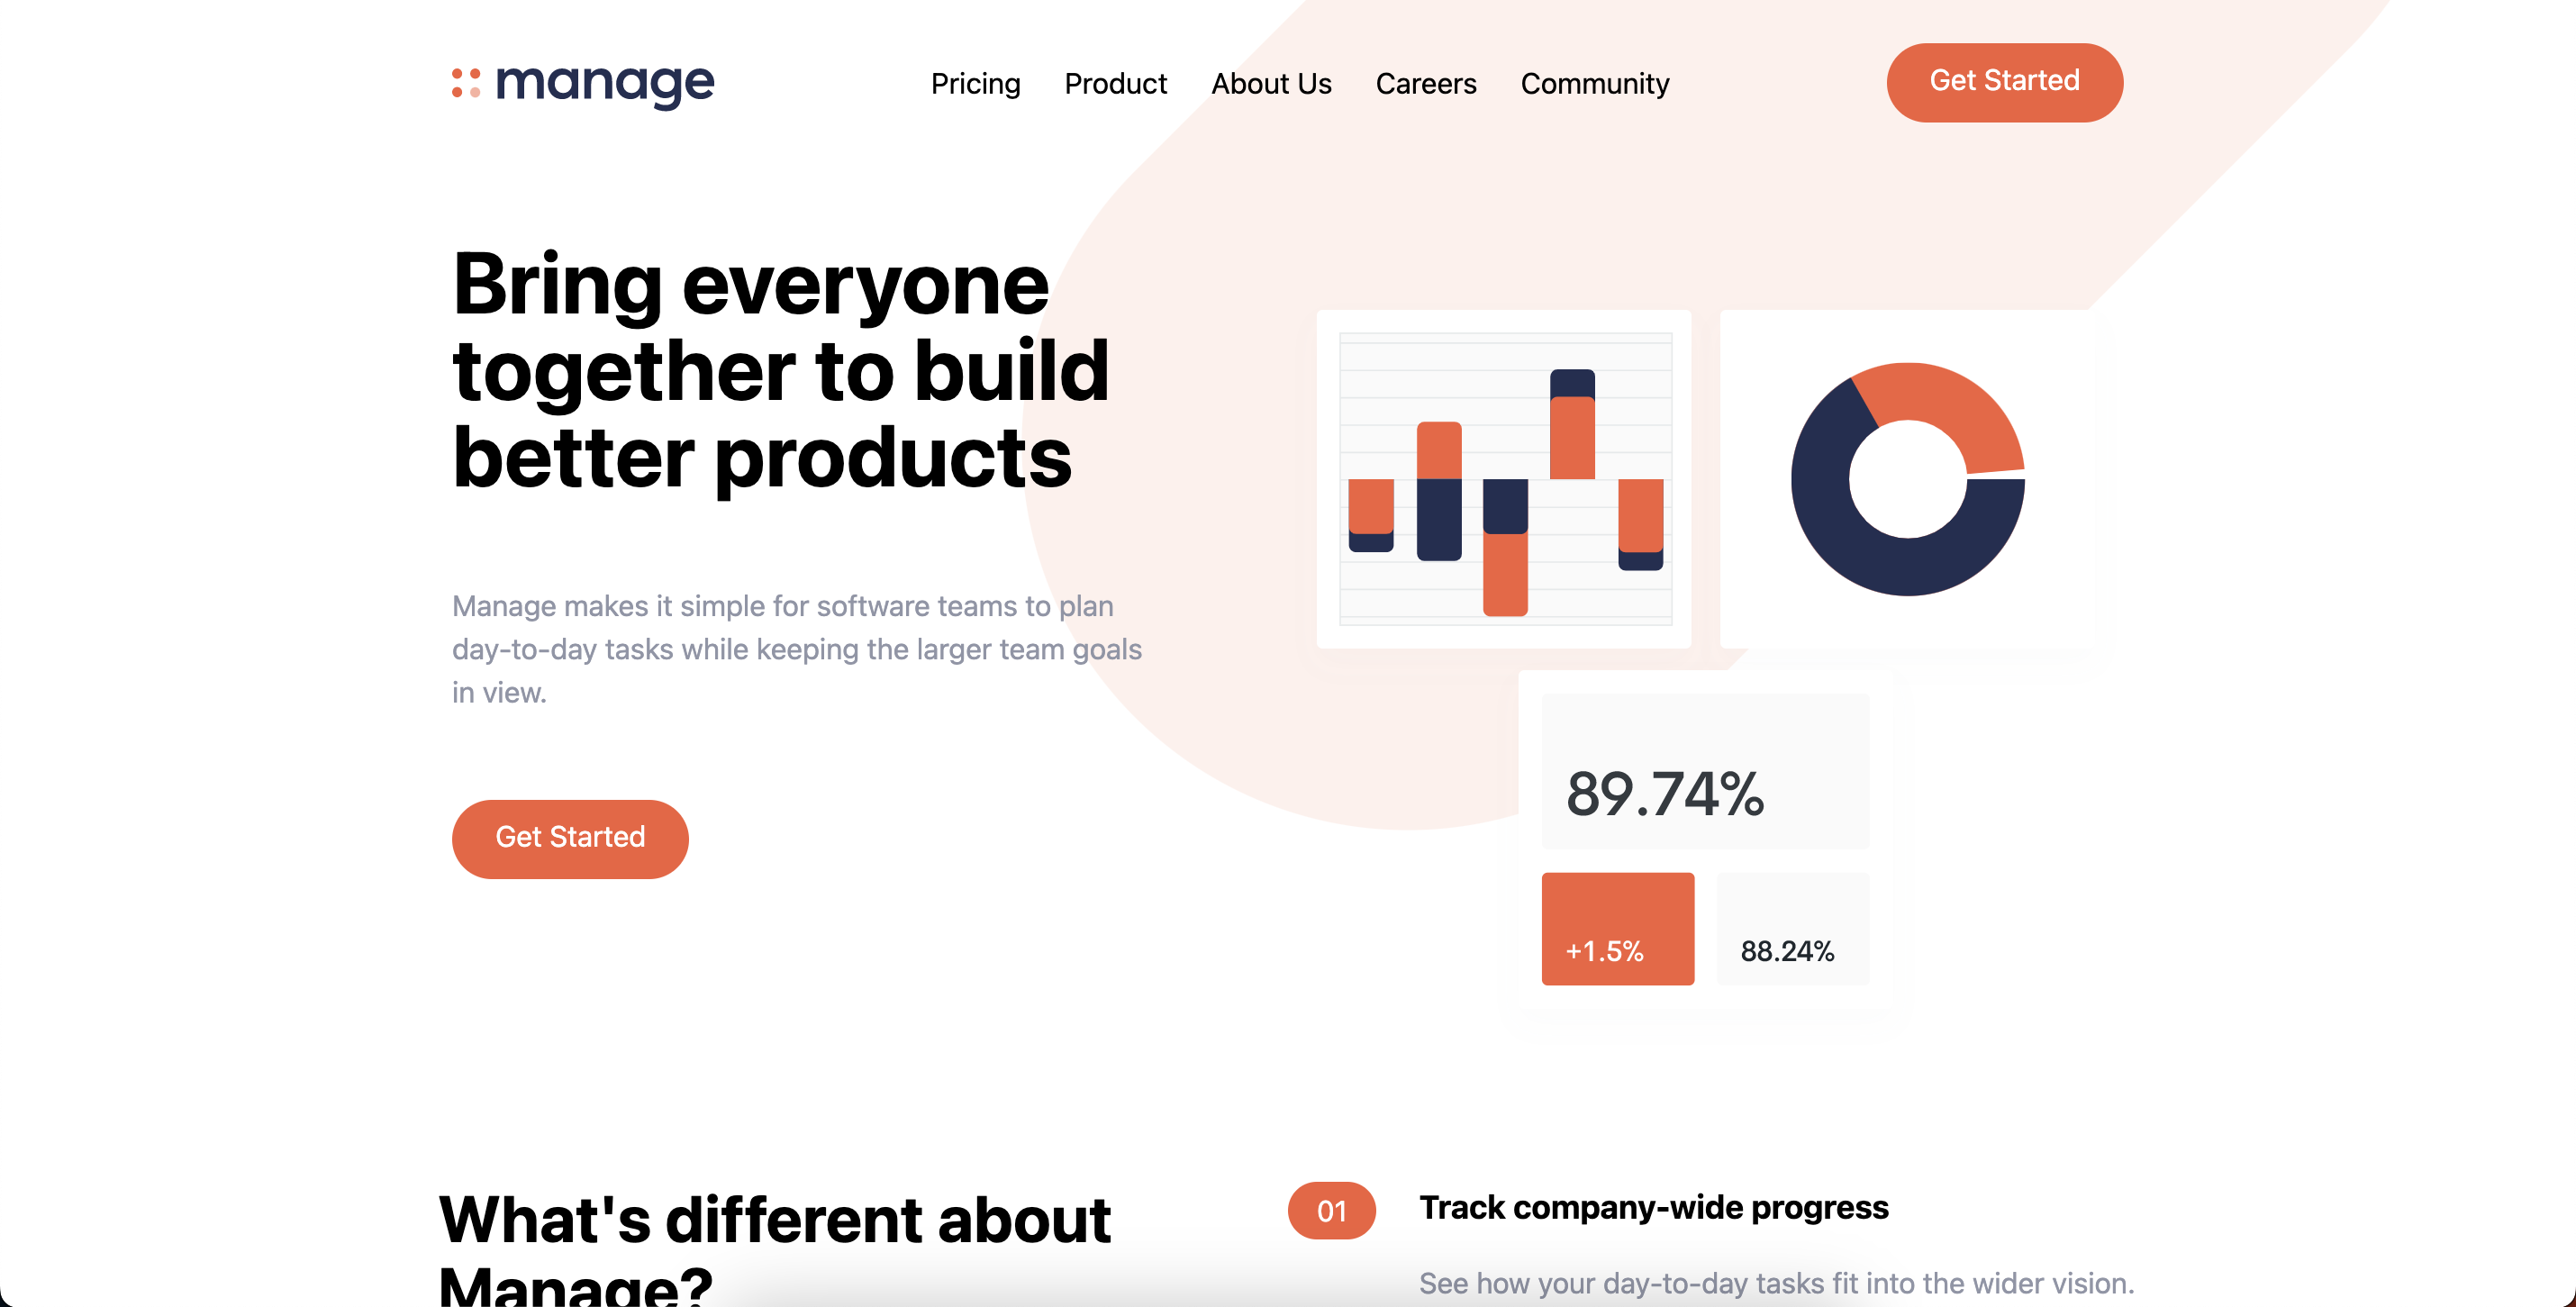 manage
Pricing
Product
About Us
Careers
Community
Get Started
Bring everyone
together to build
better products
Manage makes it simple for software teams to plan
day-to-day tasks while keeping the larger team goals
in view.
Get Started
89.74%
+1.5%
88.24%
What's different about
Manage?
01
Track company-wide progress
See how your day-to-day tasks fit into the wider vision.